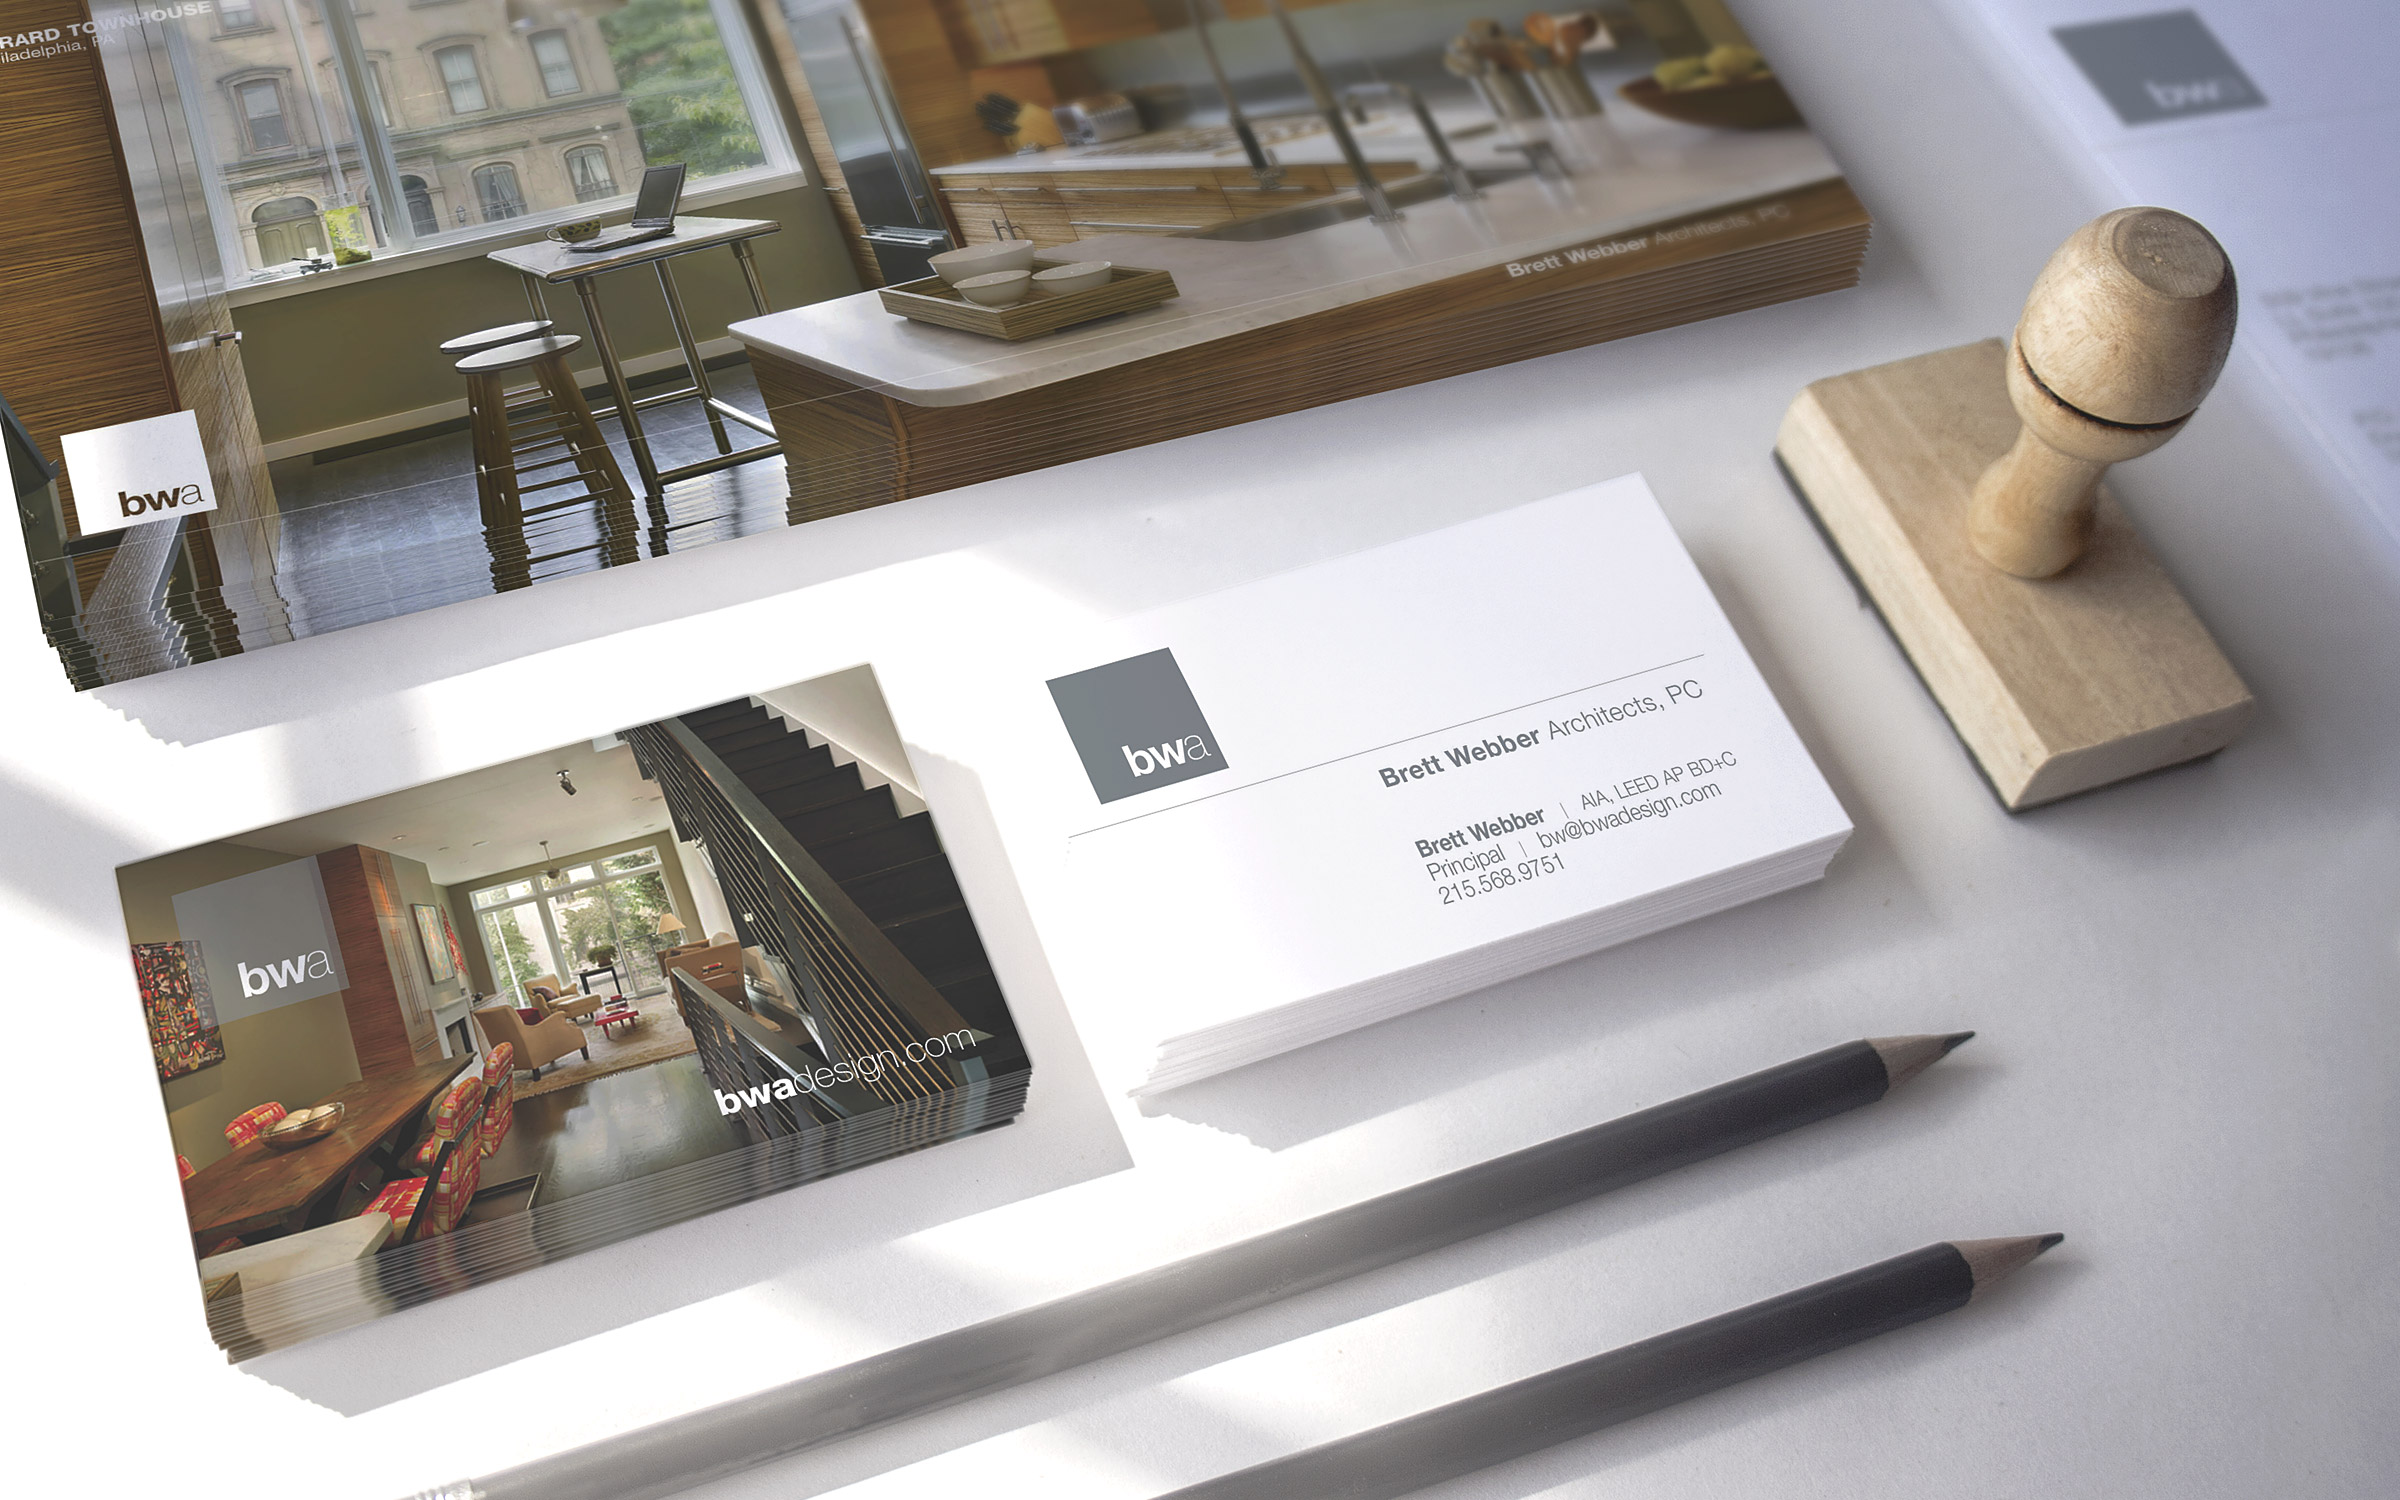 RARD TOWNHOUSE
iladelphia, PA
bwa
Brett Webber Architects, PC
bwa
bwa
bwa
Brett Webber Architects, PC
Brett Webber | AIA, LEED AP BD+C
Principal | bw@bwadesign.com
215.568.9751
bwa
bwadesign.com